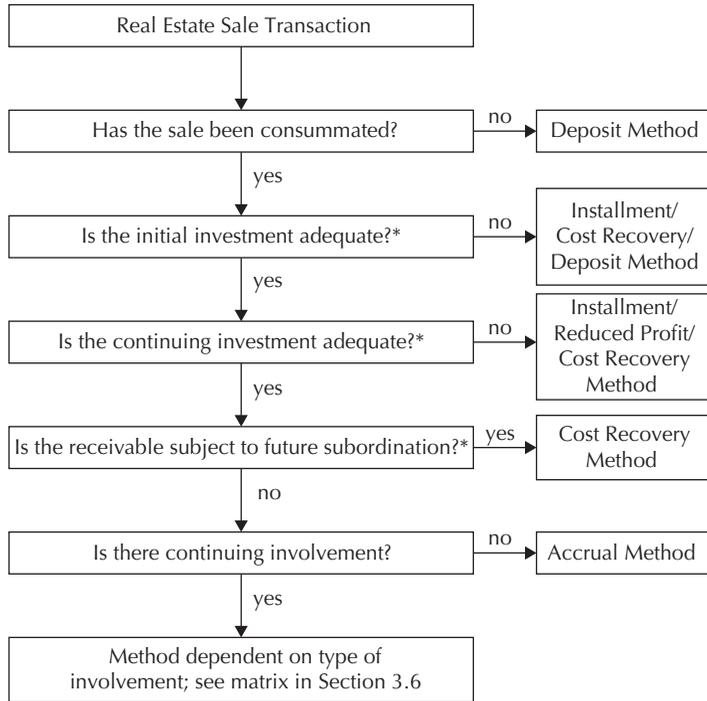 Real Estate Sale Transaction
Has the sale been consummated?
no
Deposit Method
yes
Is the initial investment adequate?*
no
Installment/
Cost Recovery/
Deposit Method
yes
Is the continuing investment adequate?*
no
Installment/
Reduced Profit/
Cost Recovery
Method
yes
Is the receivable subject to future subordination?*
yes
Cost Recovery
Method
no
Is there continuing involvement?
no
Accrual Method
yes
Method dependent on type of
involvement; see matrix in Section 3.6